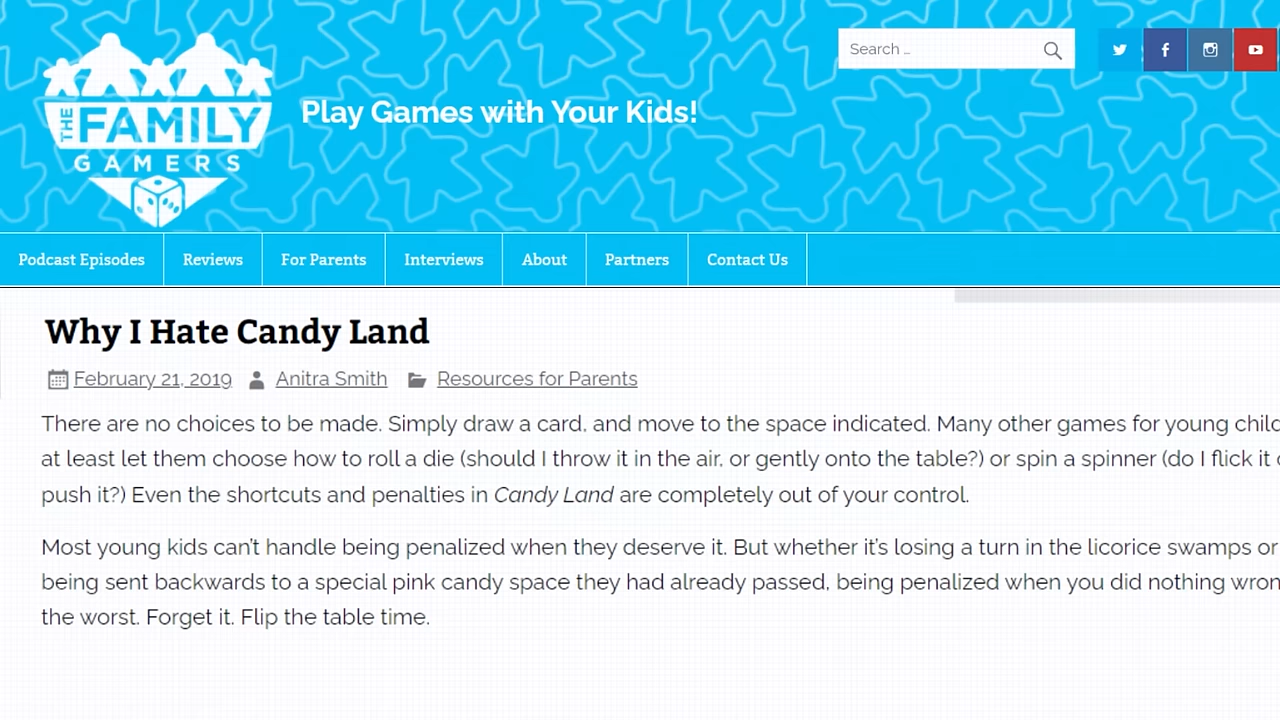 THE FAMILY GAMERS
Play Games with Your Kids!
Search ...
Podcast Episodes
Reviews
For Parents
Interviews
About
Partners
Contact Us
Why I Hate Candy Land
February 21, 2019 Anitra Smith Resources for Parents
There are no choices to be made. Simply draw a card, and move to the space indicated. Many other games for young child
at least let them choose how to roll a die (should I throw it in the air, or gently onto the table?) or spin a spinner (do I flick it
push it?) Even the shortcuts and penalties in Candy Land are completely out of your control.
Most young kids can't handle being penalized when they deserve it. But whether it's losing a turn in the licorice swamps or
being sent backwards to a special pink candy space they had already passed, being penalized when you did nothing wron
the worst. Forget it. Flip the table time.